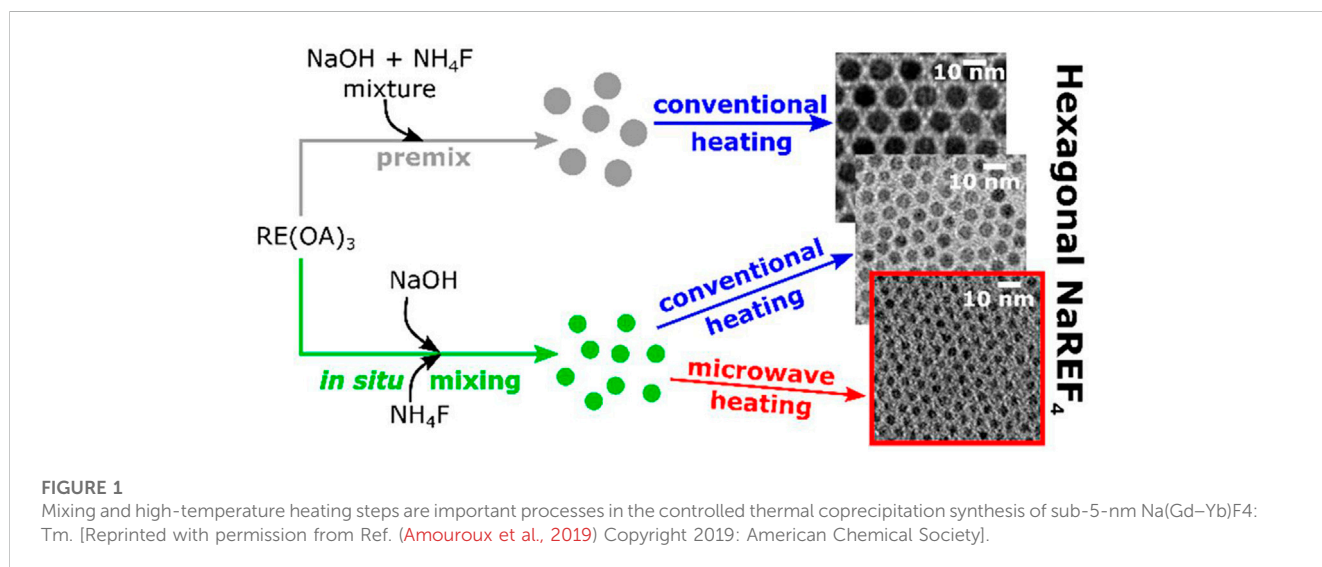 NaOH + NH₄F
mixture
premix
conventional
heating
10 nm
RE(OA)₃
NaOH
NH₄F
in situ mixing
conventional
heating
10 nm
microwave
heating
10 nm
Hexagonal NaREF₄
FIGURE 1
Mixing and high-temperature heating steps are important processes in the controlled thermal coprecipitation synthesis of sub-5-nm Na(Gd–Yb)F4:
Tm. [Reprinted with permission from Ref. (Amouroux et al., 2019) Copyright 2019: American Chemical Society].